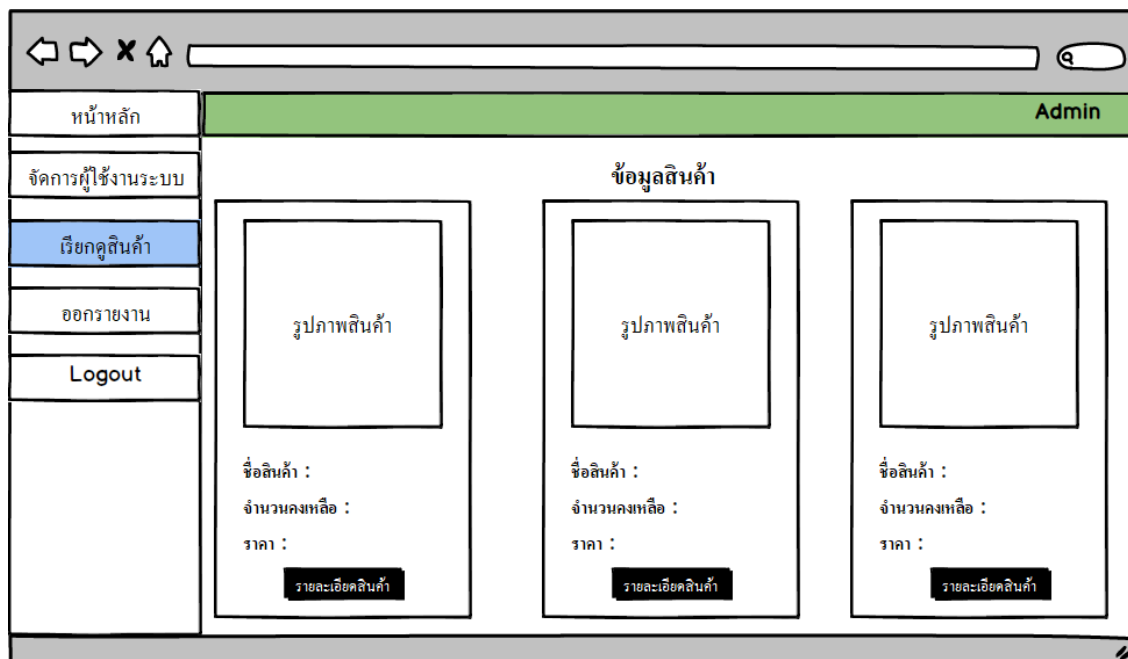 หน้าหลัก
Admin
จัดการผู้ใช้งานระบบ
เรียกดูสินค้า
ออกรายงาน
Logout
ข้อมูลสินค้า
รูปภาพสินค้า
ชื่อสินค้า :
จำนวนคงเหลือ :
ราคา :
รายละเอียดสินค้า
รูปภาพสินค้า
ชื่อสินค้า :
จำนวนคงเหลือ :
ราคา :
รายละเอียดสินค้า
รูปภาพสินค้า
ชื่อสินค้า :
จำนวนคงเหลือ :
ราคา :
รายละเอียดสินค้า